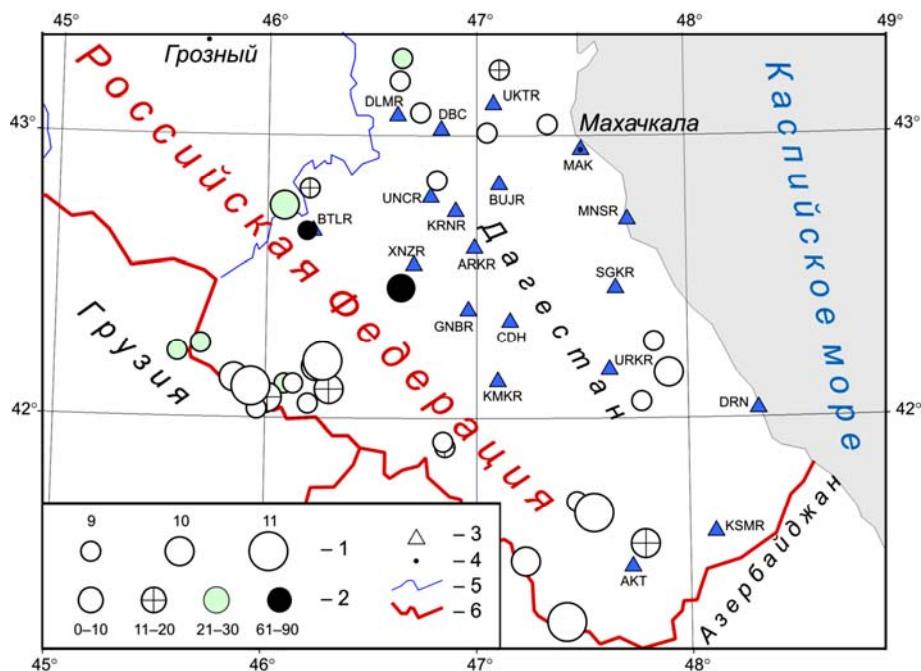 45° 46° 47° 48° 49°
Грозный
Российская Федерация
Каспийское море
DLMR
DBC
UKTR
43° 43°
Махачкала
MAK
UNCR
KRNR
BUJR
MNSR
BTLR
Дагестан
XNZR
ARKR
SGKR
Грузия
GNBR
CDH
URKR
KMKR
DRN
42° 42°
KSMR
AKT
Азербайджан
9 10 11
– 1
– 2
0–10 11–20 21–30 61–90
– 3
– 4
– 5
– 6
45° 46° 47° 48° 49°